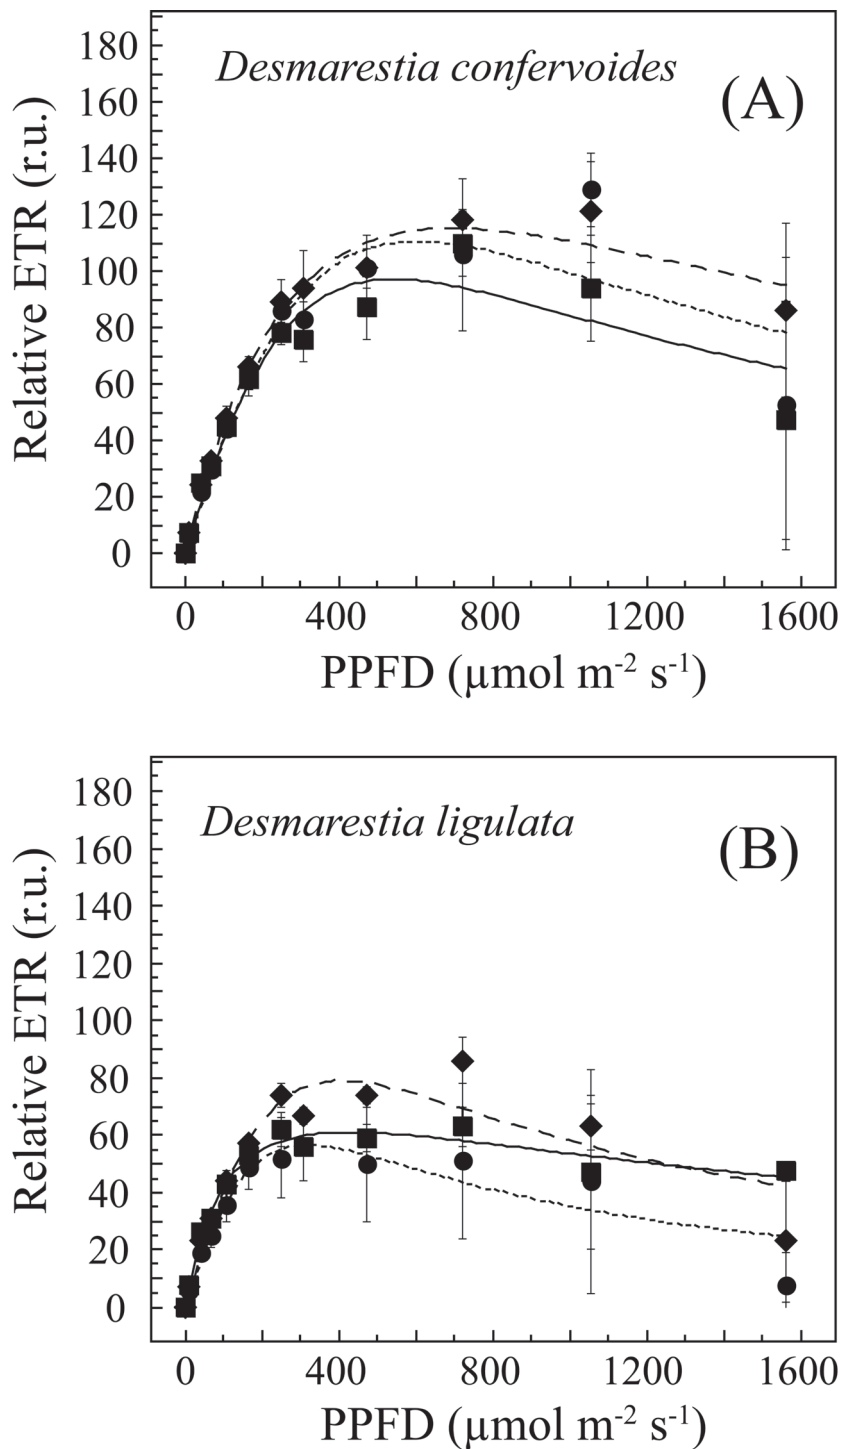 Desmarestia confervoides
(A)
Relative ETR (r.u.)
180
160
140
120
100
80
60
40
20
0
0 400 800 1200 1600
PPFD (µmol m⁻² s⁻¹)
Desmarestia ligulata
(B)
Relative ETR (r.u.)
180
160
140
120
100
80
60
40
20
0
0 400 800 1200 1600
PPFD (µmol m⁻² s⁻¹)